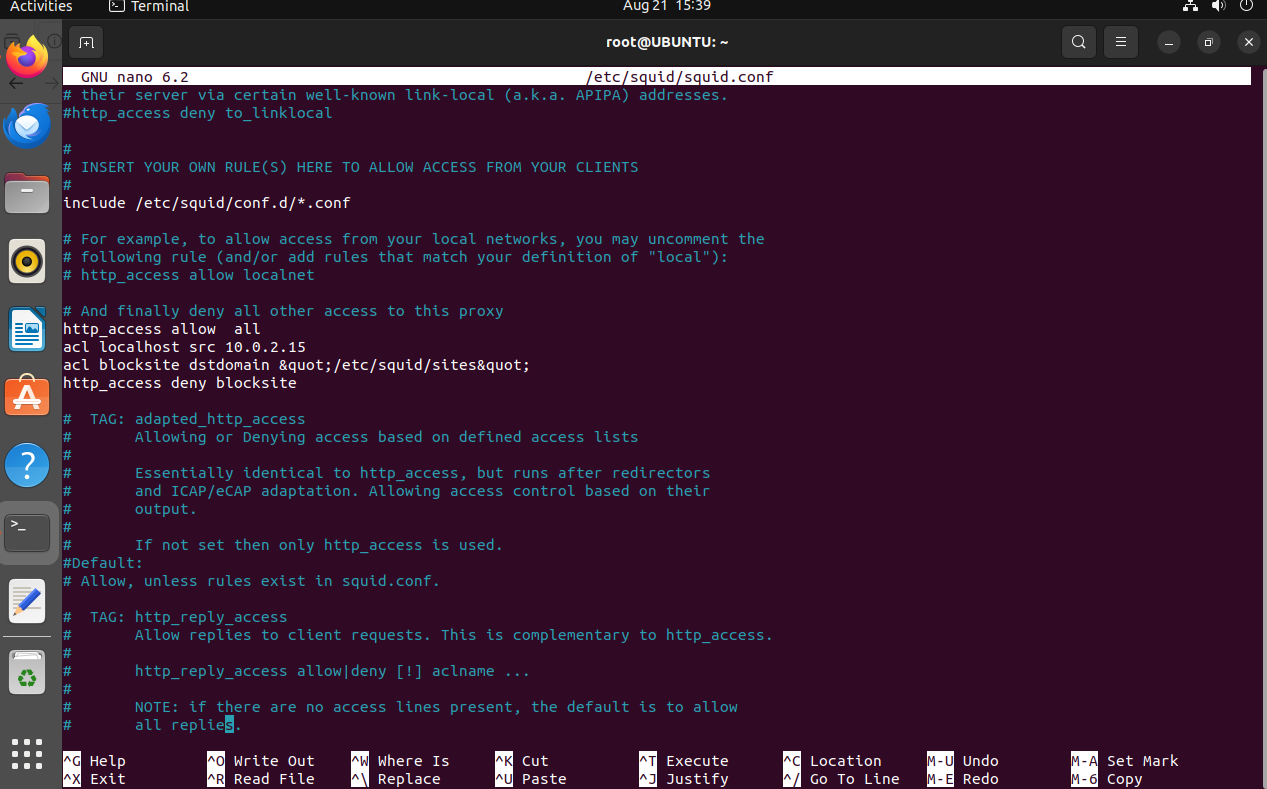 Activities
Terminal
Aug 21 15:39
root@UBUNTU: ~
GNU nano 6.2 /etc/squid/squid.conf
# their server via certain well-known link-local (a.k.a. APIPA) addresses.
#http_access deny to_linklocal
#
# INSERT YOUR OWN RULE(S) HERE TO ALLOW ACCESS FROM YOUR CLIENTS
#
include /etc/squid/conf.d/*.conf
# For example, to allow access from your local networks, you may uncomment the
# following rule (and/or add rules that match your definition of "local"):
# http_access allow localnet
# And finally deny all other access to this proxy
http_access allow  all
acl localhost src 10.0.2.15
acl blocksite dstdomain &quot;/etc/squid/sites&quot;
http_access deny blocksite
#  TAG: adapted_http_access
#       Allowing or Denying access based on defined access lists
#
#       Essentially identical to http_access, but runs after redirectors
#       and ICAP/eCAP adaptation. Allowing access control based on their
#       output.
#
#       If not set then only http_access is used.
#Default:
# Allow, unless rules exist in squid.conf.
#  TAG: http_reply_access
#       Allow replies to client requests. This is complementary to http_access.
#
#       http_reply_access allow|deny [!] aclname ...
#
#       NOTE: if there are no access lines present, the default is to allow
#       all replies.
^G Help ^O Write Out ^W Where Is ^K Cut ^T Execute ^C Location M-U Undo M-A Set Mark
^X Exit ^R Read File ^\ Replace ^U Paste ^J Justify ^/ Go To Line M-E Redo M-6 Copy